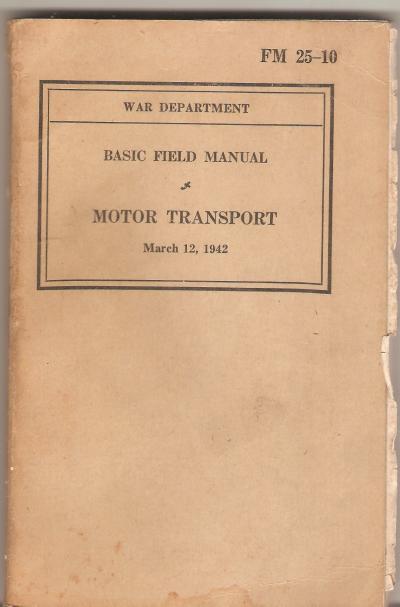 FM 25–10
WAR DEPARTMENT
BASIC FIELD MANUAL
MOTOR TRANSPORT
March 12, 1942